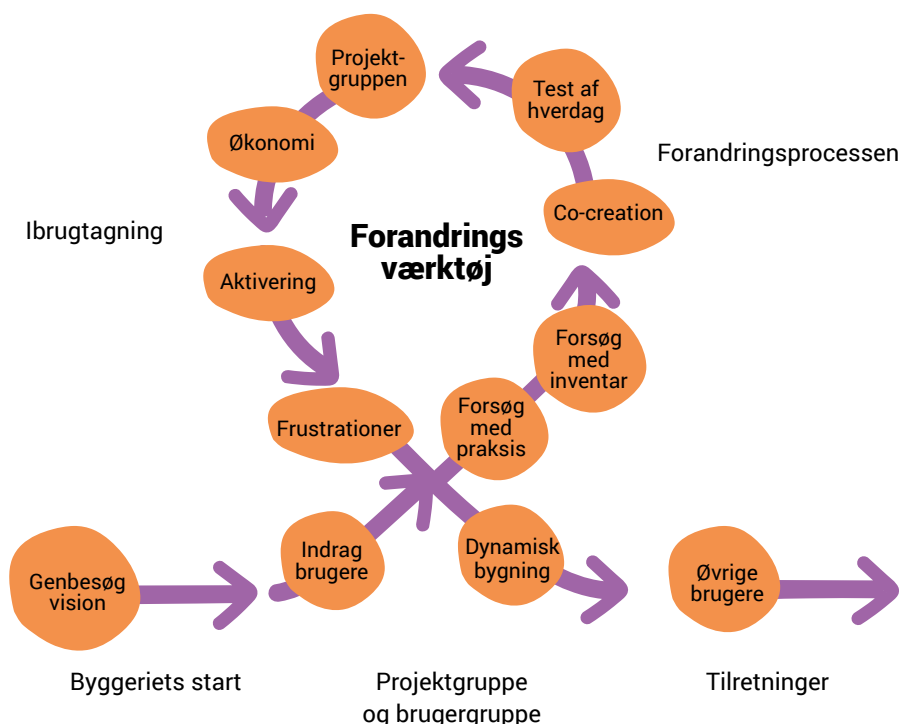 Projekt-
gruppen
Test af
hverdag
Økonomi
Forandringsprocessen
Co-creation
Ibrugtagning
Forandrings
værktøj
Aktivering
Forsøg
med
inventar
Frustrationer
Forsøg
med
praksis
Indrag
brugere
Dynamisk
bygning
Genbesøg
vision
Øvrige
brugere
Byggeriets start
Projektgruppe
og brugergruppe
Tilretninger